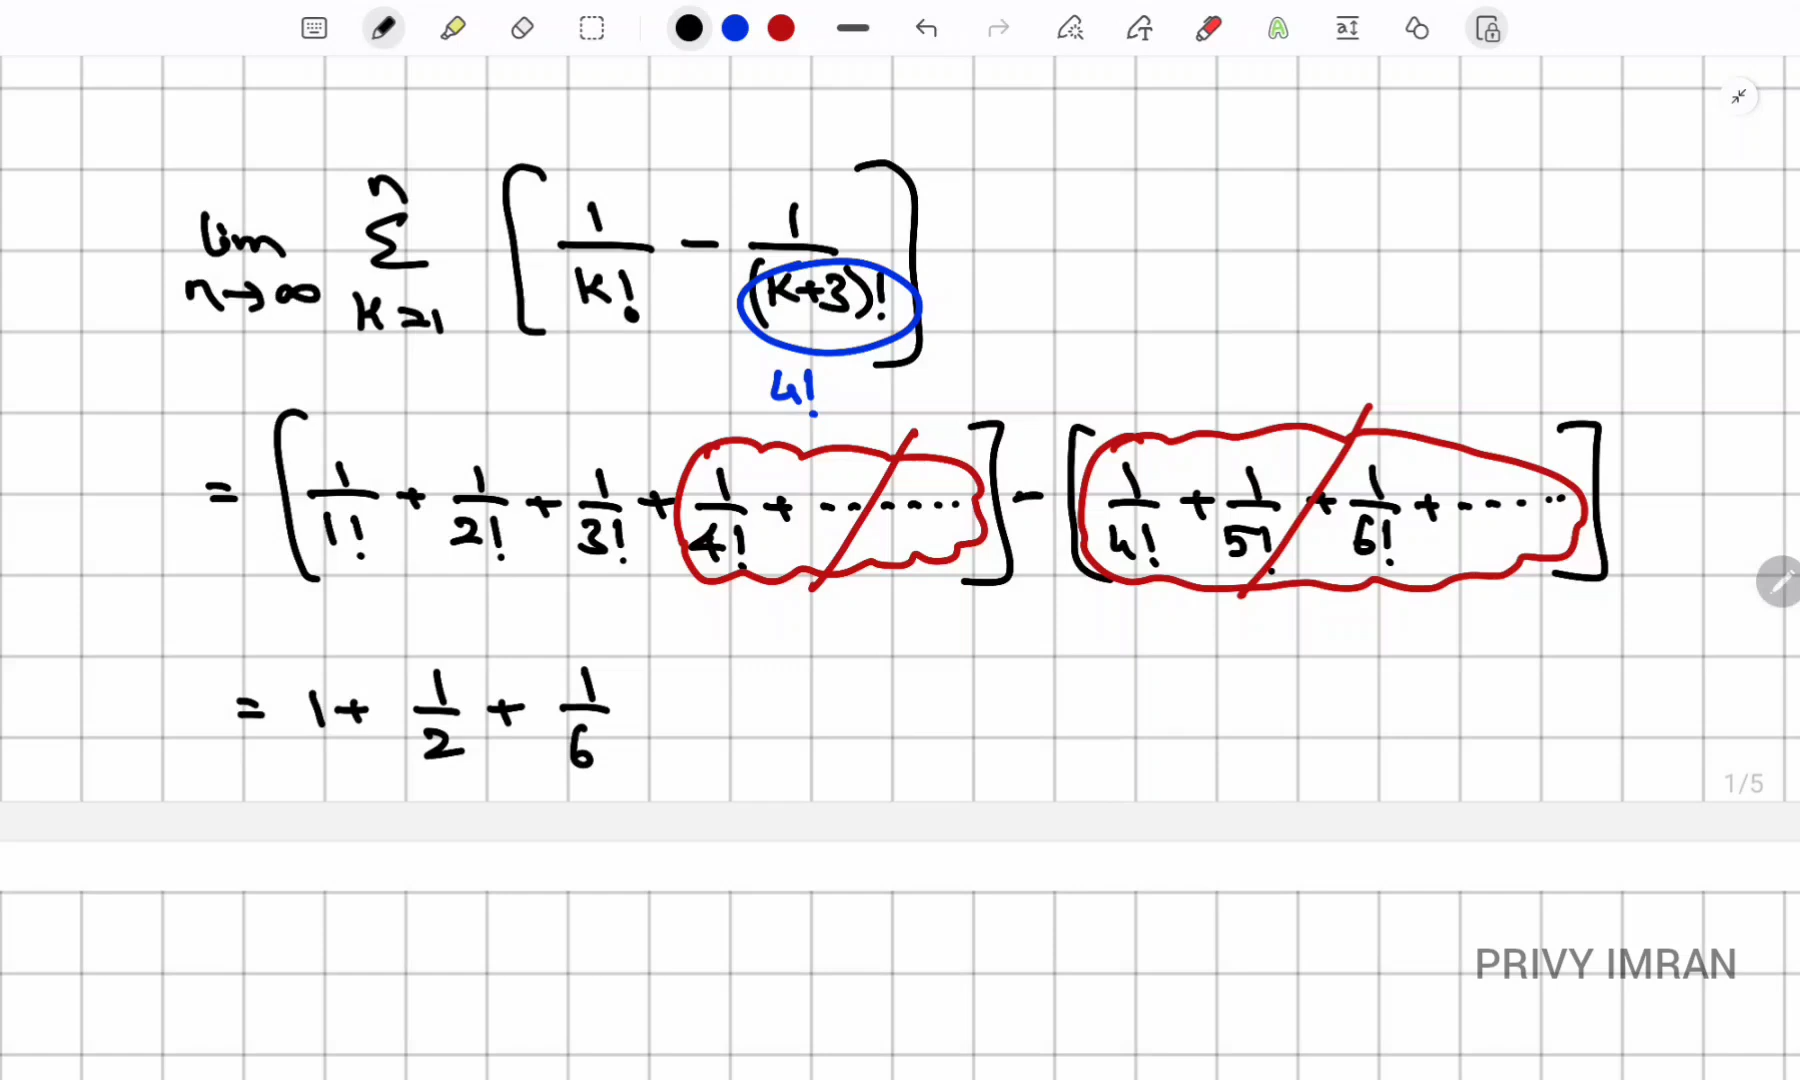 lim n→∞ n Σ K=1 [ 1/K! − 1/(K+3)! ]
4!
= [ 1/1! + 1/2! + 1/3! + 1/4! + ....... ] − [ 1/4! + 1/5! + 1/6! + ...... ]
= 1 + 1/2 + 1/6
1/5
PRIVY IMRAN